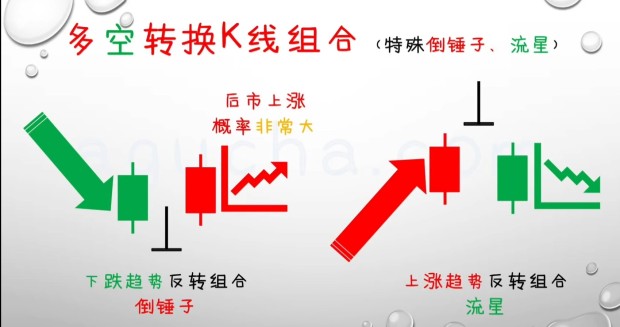 多空转换K线组合（特殊倒锤子、流星）
后市上涨
概率非常大
agucha.com
下跌趋势反转组合
倒锤子
上涨趋势反转组合
流星